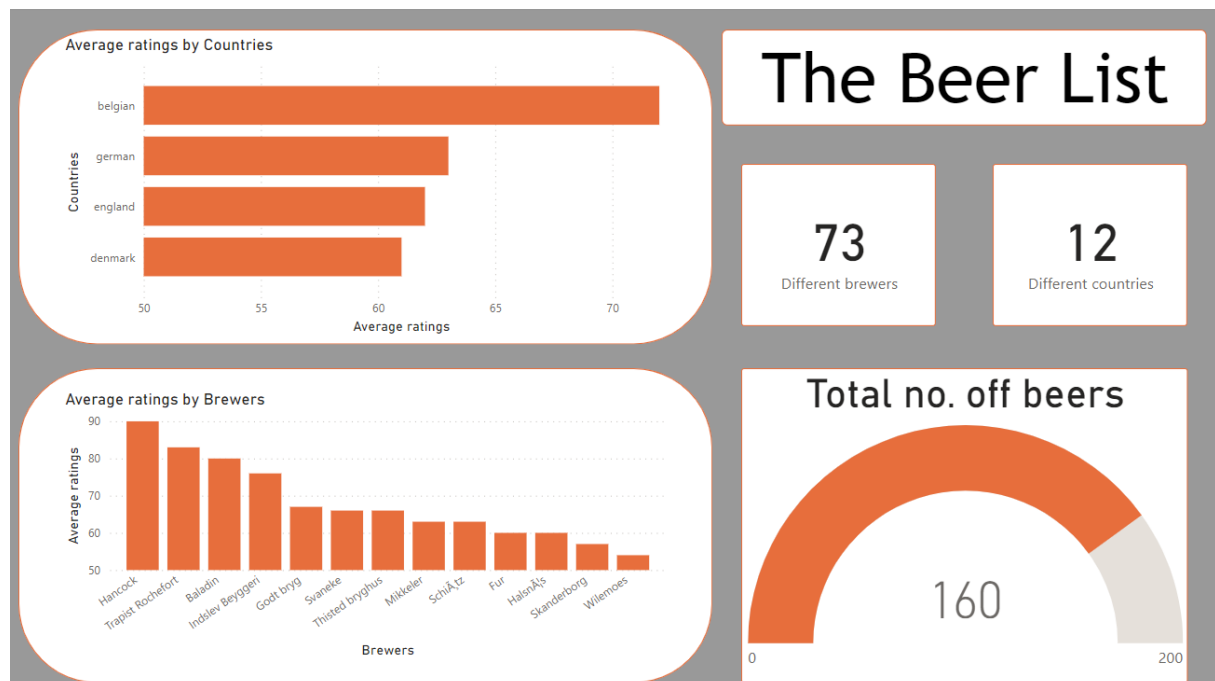 Average ratings by Countries
belgian
german
england
denmark
Countries
50 55 60 65 70
Average ratings
The Beer List
73
Different brewers
12
Different countries
Average ratings by Brewers
90
80
70
60
50
Average ratings
Hancock
Trapist Rochefort
Baladin
Indslev Beyggeri
Godt bryg
Svaneke
Thisted bryghus
Mikkeler
SchiÃ¸tz
Fur
HalsnÃ¦s
Skanderborg
Wilemoes
Brewers
Total no. off beers
160
0 200